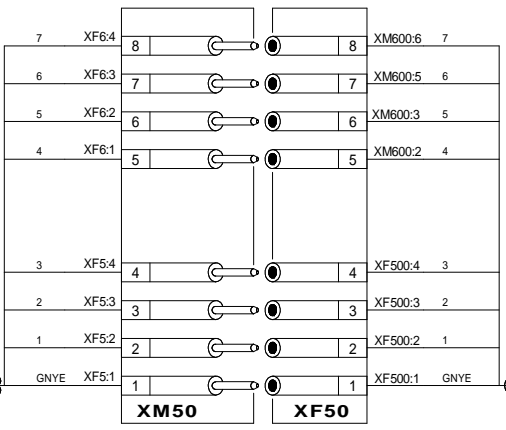 7 XF6:4 8 8 XM600:6 7
6 XF6:3 7 7 XM600:5 6
5 XF6:2 6 6 XM600:3 5
4 XF6:1 5 5 XM600:2 4
3 XF5:4 4 4 XF500:4 3
2 XF5:3 3 3 XF500:3 2
1 XF5:2 2 2 XF500:2 1
GNYE XF5:1 1 1 XF500:1 GNYE
XM50 XF50